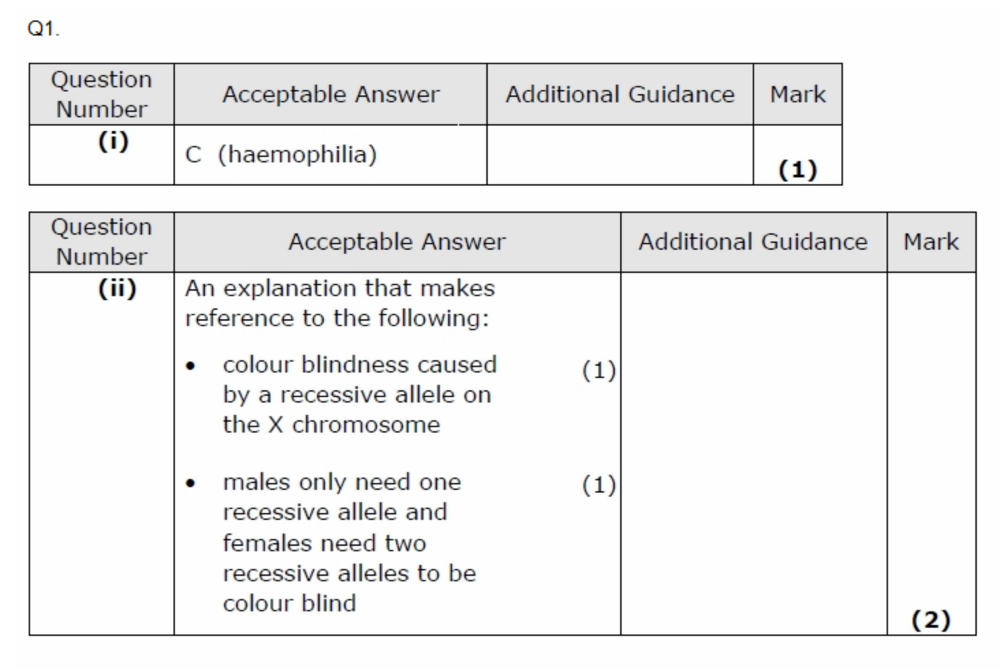 Q1.
Question Number
Acceptable Answer
Additional Guidance
Mark
(i)
C (haemophilia)
(1)
Question Number
Acceptable Answer
Additional Guidance
Mark
(ii)
An explanation that makes
reference to the following:
• colour blindness caused
by a recessive allele on
the X chromosome
(1)
• males only need one
recessive allele and
females need two
recessive alleles to be
colour blind
(1)
(2)